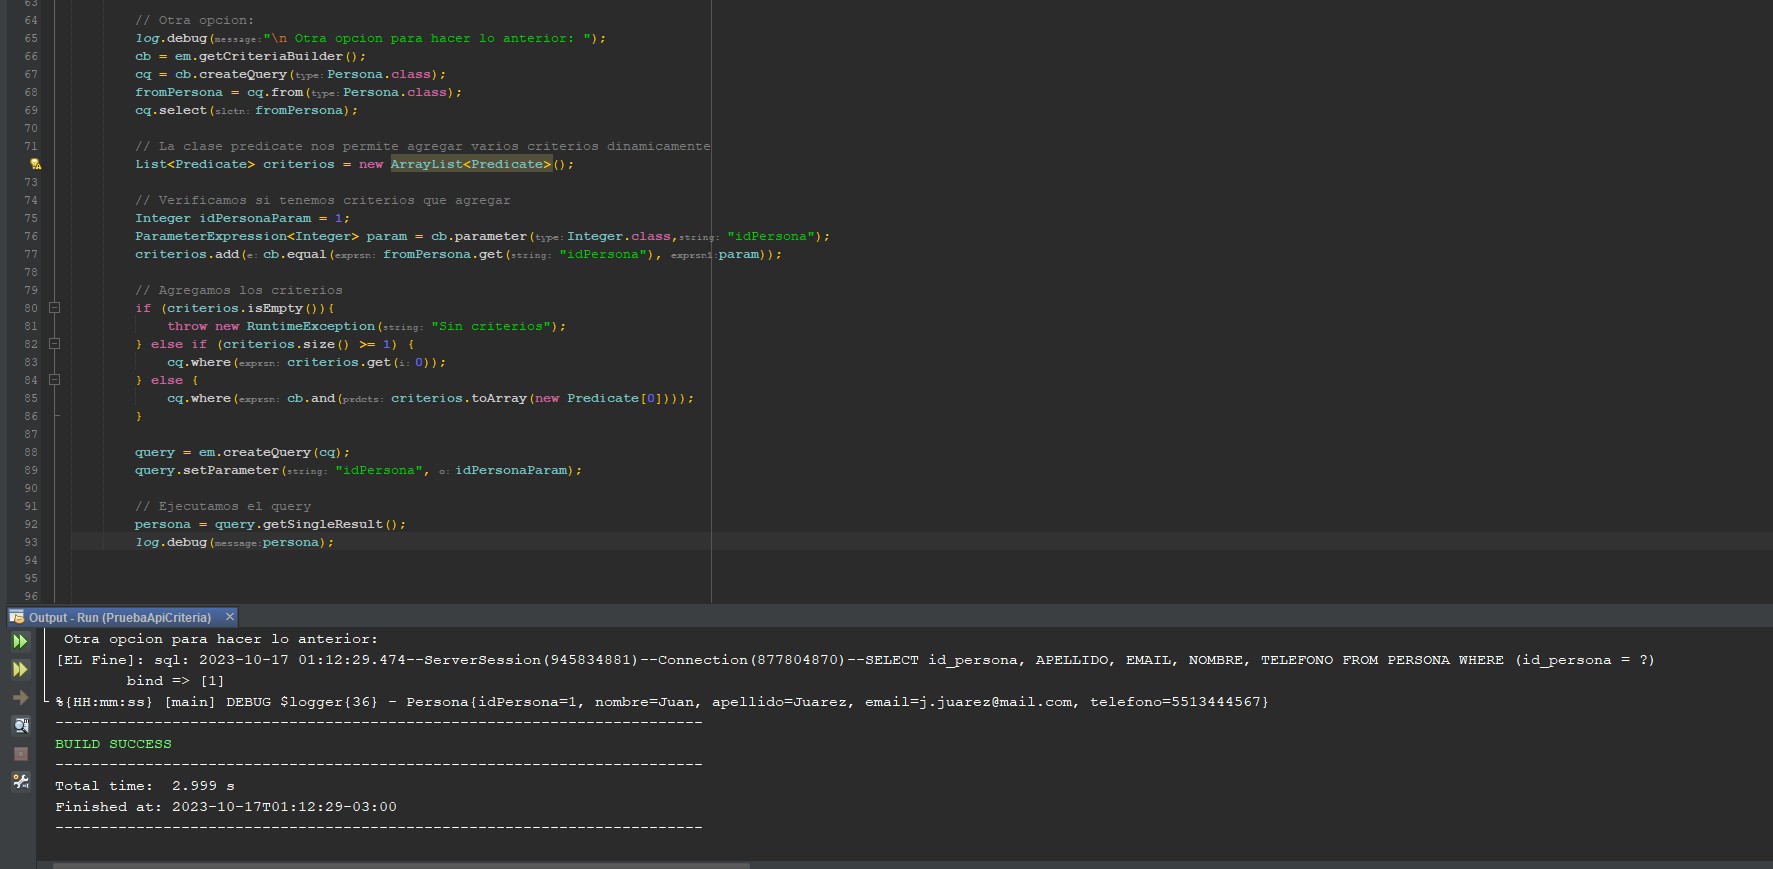 63
64 // Otra opcion:
65 log.debug(message:"\n Otra opcion para hacer lo anterior: ");
66 cb = em.getCriteriaBuilder();
67 cq = cb.createQuery(type:Persona.class);
68 fromPersona = cq.from(type:Persona.class);
69 cq.select(slctn:fromPersona);
70
71 // La clase predicate nos permite agregar varios criterios dinamicamente
List<Predicate> criterios = new ArrayList<Predicate>();
73
74 // Verificamos si tenemos criterios que agregar
75 Integer idPersonaParam = 1;
76 ParameterExpression<Integer> param = cb.parameter(type:Integer.class,string: "idPersona");
77 criterios.add(e:cb.equal(exprsn: fromPersona.get(string: "idPersona"), exprsn1:param));
78
79 // Agregamos los criterios
80 if (criterios.isEmpty()){
81 throw new RuntimeException(string: "Sin criterios");
82 } else if (criterios.size() >= 1) {
83 cq.where(exprsn: criterios.get(i:0));
84 } else {
85 cq.where(exprsn: cb.and(prdcts: criterios.toArray(new Predicate[0])));
86 }
87
88 query = em.createQuery(cq);
89 query.setParameter(string: "idPersona", o:idPersonaParam);
90
91 // Ejecutamos el query
92 persona = query.getSingleResult();
93 log.debug(message:persona);
94
95
96
Output - Run (PruebaApiCriteria) ×
Otra opcion para hacer lo anterior:
[EL Fine]: sql: 2023-10-17 01:12:29.474--ServerSession(945834881)--Connection(877804870)--SELECT id_persona, APELLIDO, EMAIL, NOMBRE, TELEFONO FROM PERSONA WHERE (id_persona = ?)
bind => [1]
%{HH:mm:ss} [main] DEBUG $logger{36} - Persona{idPersona=1, nombre=Juan, apellido=Juarez, email=j.juarez@mail.com, telefono=5513444567}
------------------------------------------------------------------------
BUILD SUCCESS
------------------------------------------------------------------------
Total time:  2.999 s
Finished at: 2023-10-17T01:12:29-03:00
------------------------------------------------------------------------